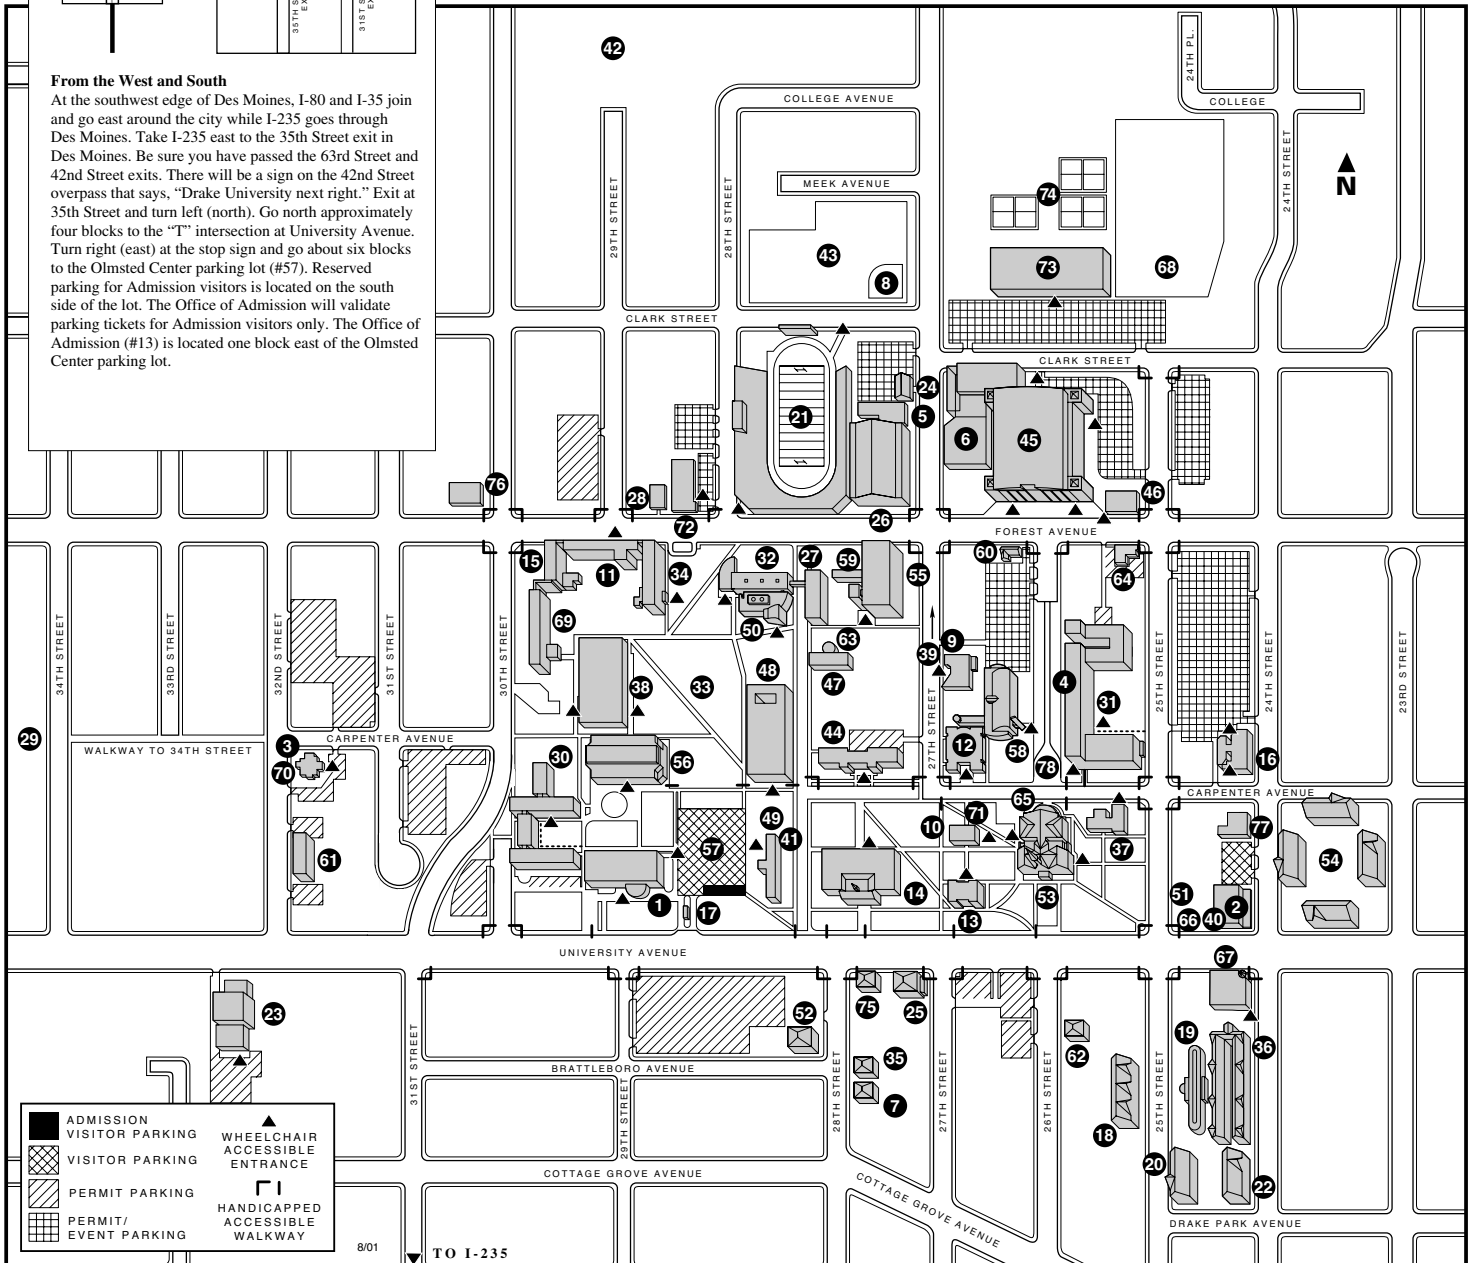 35TH S
EX
31ST S
EX
From the West and South
At the southwest edge of Des Moines, I-80 and I-35 join
and go east around the city while I-235 goes through
Des Moines. Take I-235 east to the 35th Street exit in
Des Moines. Be sure you have passed the 63rd Street and
42nd Street exits. There will be a sign on the 42nd Street
overpass that says, “Drake University next right.” Exit at
35th Street and turn left (north). Go north approximately
four blocks to the “T” intersection at University Avenue.
Turn right (east) at the stop sign and go about six blocks
to the Olmsted Center parking lot (#57). Reserved
parking for Admission visitors is located on the south
side of the lot. The Office of Admission will validate
parking tickets for Admission visitors only. The Office of
Admission (#13) is located one block east of the Olmsted
Center parking lot.
42
24TH PL.
COLLEGE AVENUE
COLLEGE
MEEK AVENUE
N
29TH STREET
28TH STREET
24TH STREET
74
43
8
73
68
CLARK STREET
CLARK STREET
24
5
21
6
45
76
28
72
26
46
FOREST AVENUE
15
11
34
32
27
59
55
60
64
69
50
63
9
39
47
48
33
38
4
31
34TH STREET
33RD STREET
32ND STREET
31ST STREET
30TH STREET
27TH STREET
25TH STREET
24TH STREET
23RD STREET
29
WALKWAY TO 34TH STREET
CARPENTER AVENUE
3
70
30
56
44
12
58
78
16
CARPENTER AVENUE
61
57
49
41
10
71
65
37
77
54
14
13
53
51
66
40
2
1
17
UNIVERSITY AVENUE
67
23
75
25
52
62
19
36
35
7
18
20
22
31ST STREET
BRATTLEBORO AVENUE
29TH STREET
28TH STREET
27TH STREET
26TH STREET
25TH STREET
COTTAGE GROVE AVENUE
COTTAGE GROVE AVENUE
DRAKE PARK AVENUE
ADMISSION
VISITOR PARKING
VISITOR PARKING
PERMIT PARKING
PERMIT/
EVENT PARKING
WHEELCHAIR
ACCESSIBLE
ENTRANCE
HANDICAPPED
ACCESSIBLE
WALKWAY
8/01
TO I-235